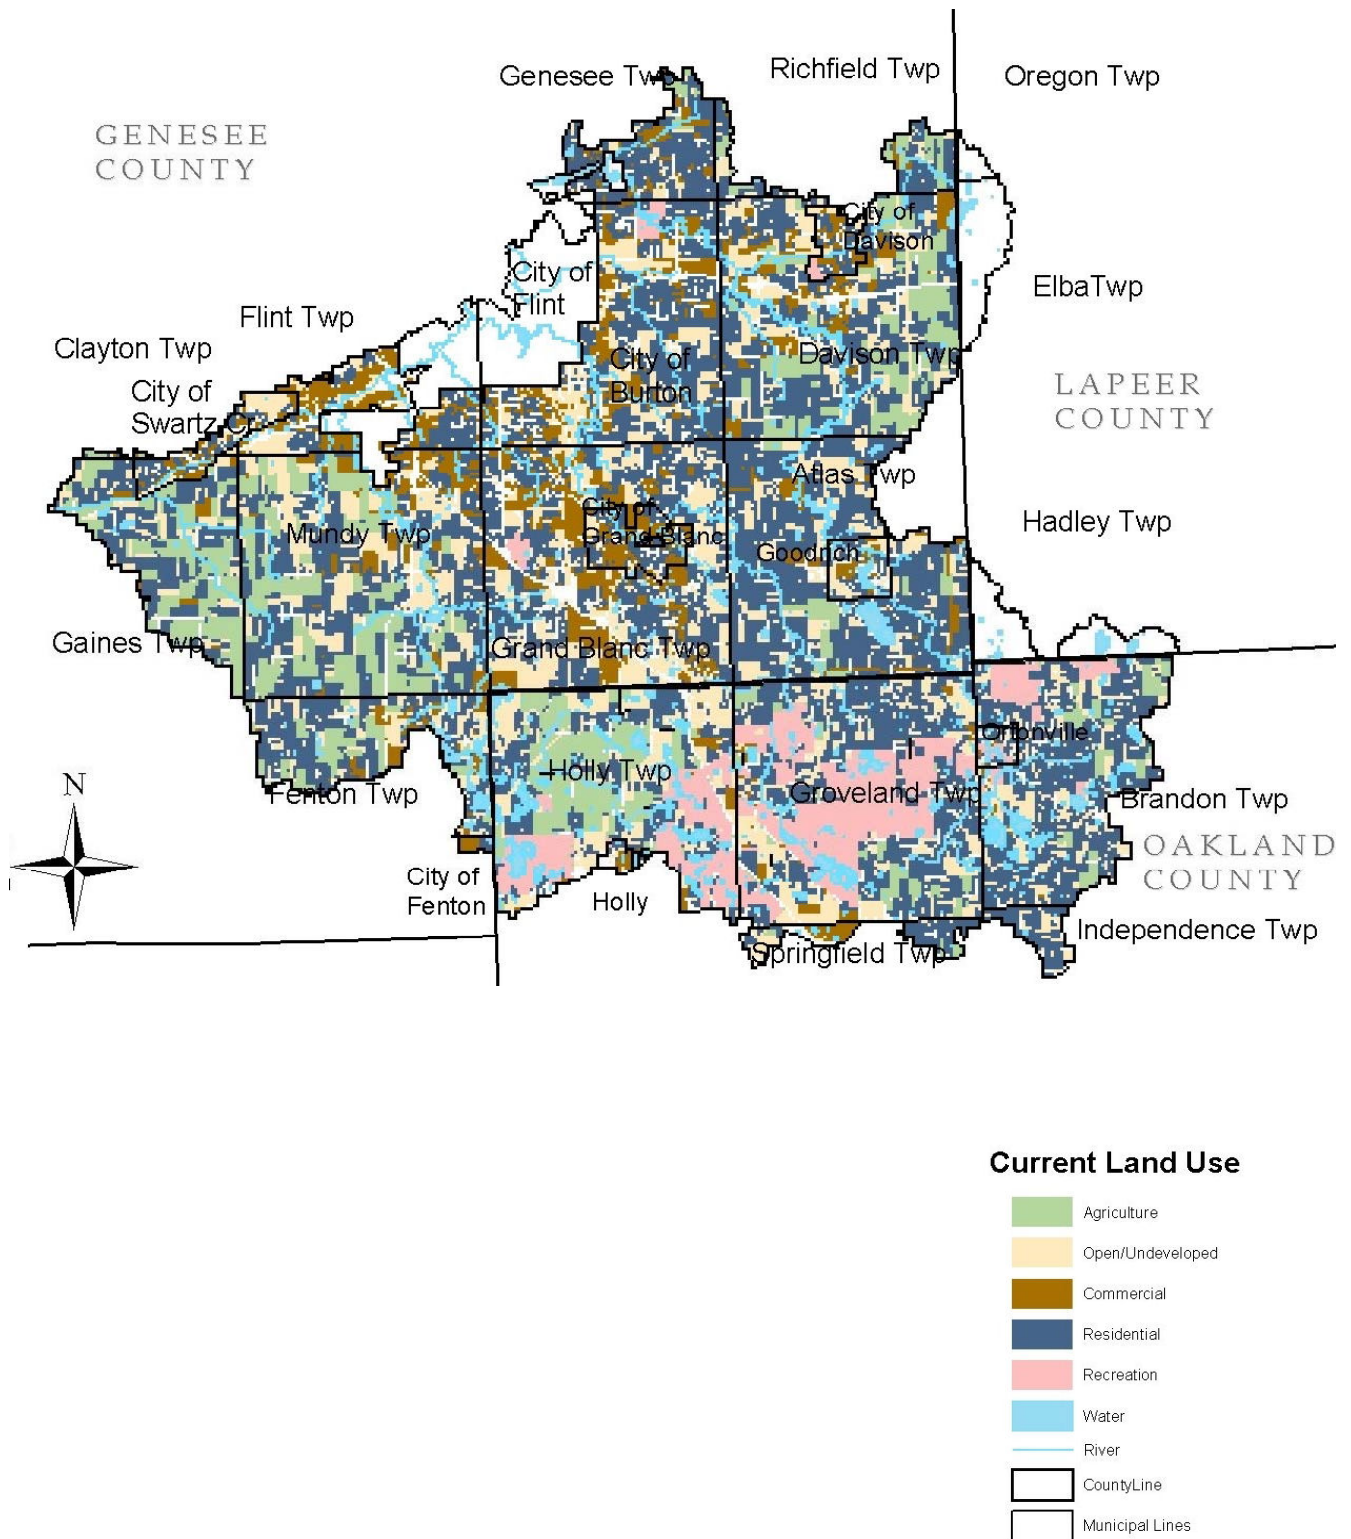 Genesee Twp
Richfield Twp
Oregon Twp
GENESEE
COUNTY
City of
Davison
City of
Flint
ElbaTwp
Flint Twp
Clayton Twp
City of
Burton
Davison Twp
City of
Swartz Cr
LAPEER
COUNTY
Atlas Twp
City of
Grand Blanc
Mundy Twp
Hadley Twp
Goodrich
Gaines Twp
Grand Blanc Twp
Ortonville
Holly Twp
N
Fenton Twp
Groveland Twp
Brandon Twp
OAKLAND
COUNTY
City of
Fenton
Holly
Independence Twp
Springfield Twp
Current Land Use
Agriculture
Open/Undeveloped
Commercial
Residential
Recreation
Water
River
CountyLine
Municipal Lines